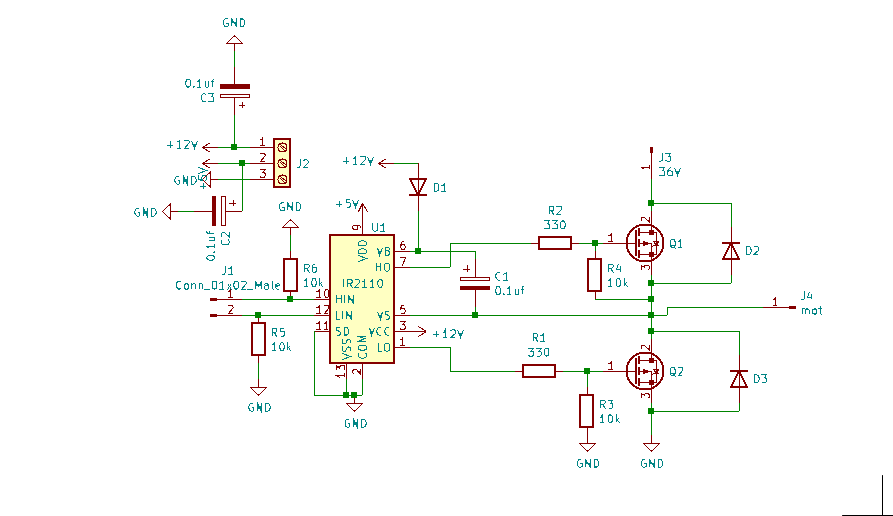 GND
0.1uf
C3
+
+12V
1
2
3
J2
+5V
GND
GND
+
0.1uf
C2
+12V
D1
+5V
GND
U1
9
VDD
VB
6
HO
7
IR2110
R6
10k
J1
Conn_01x02_Male
1
2
10
HIN
12
LIN
11
SD
VS
5
VCC
3
+12V
LO
1
VSS
COM
13
2
GND
R5
10k
GND
+
C1
0.1uf
J3
36V
1
R2
330
1
2
3
Q1
D2
R4
10k
1
J4
mot
R1
330
1
2
3
Q2
D3
R3
10k
GND
GND